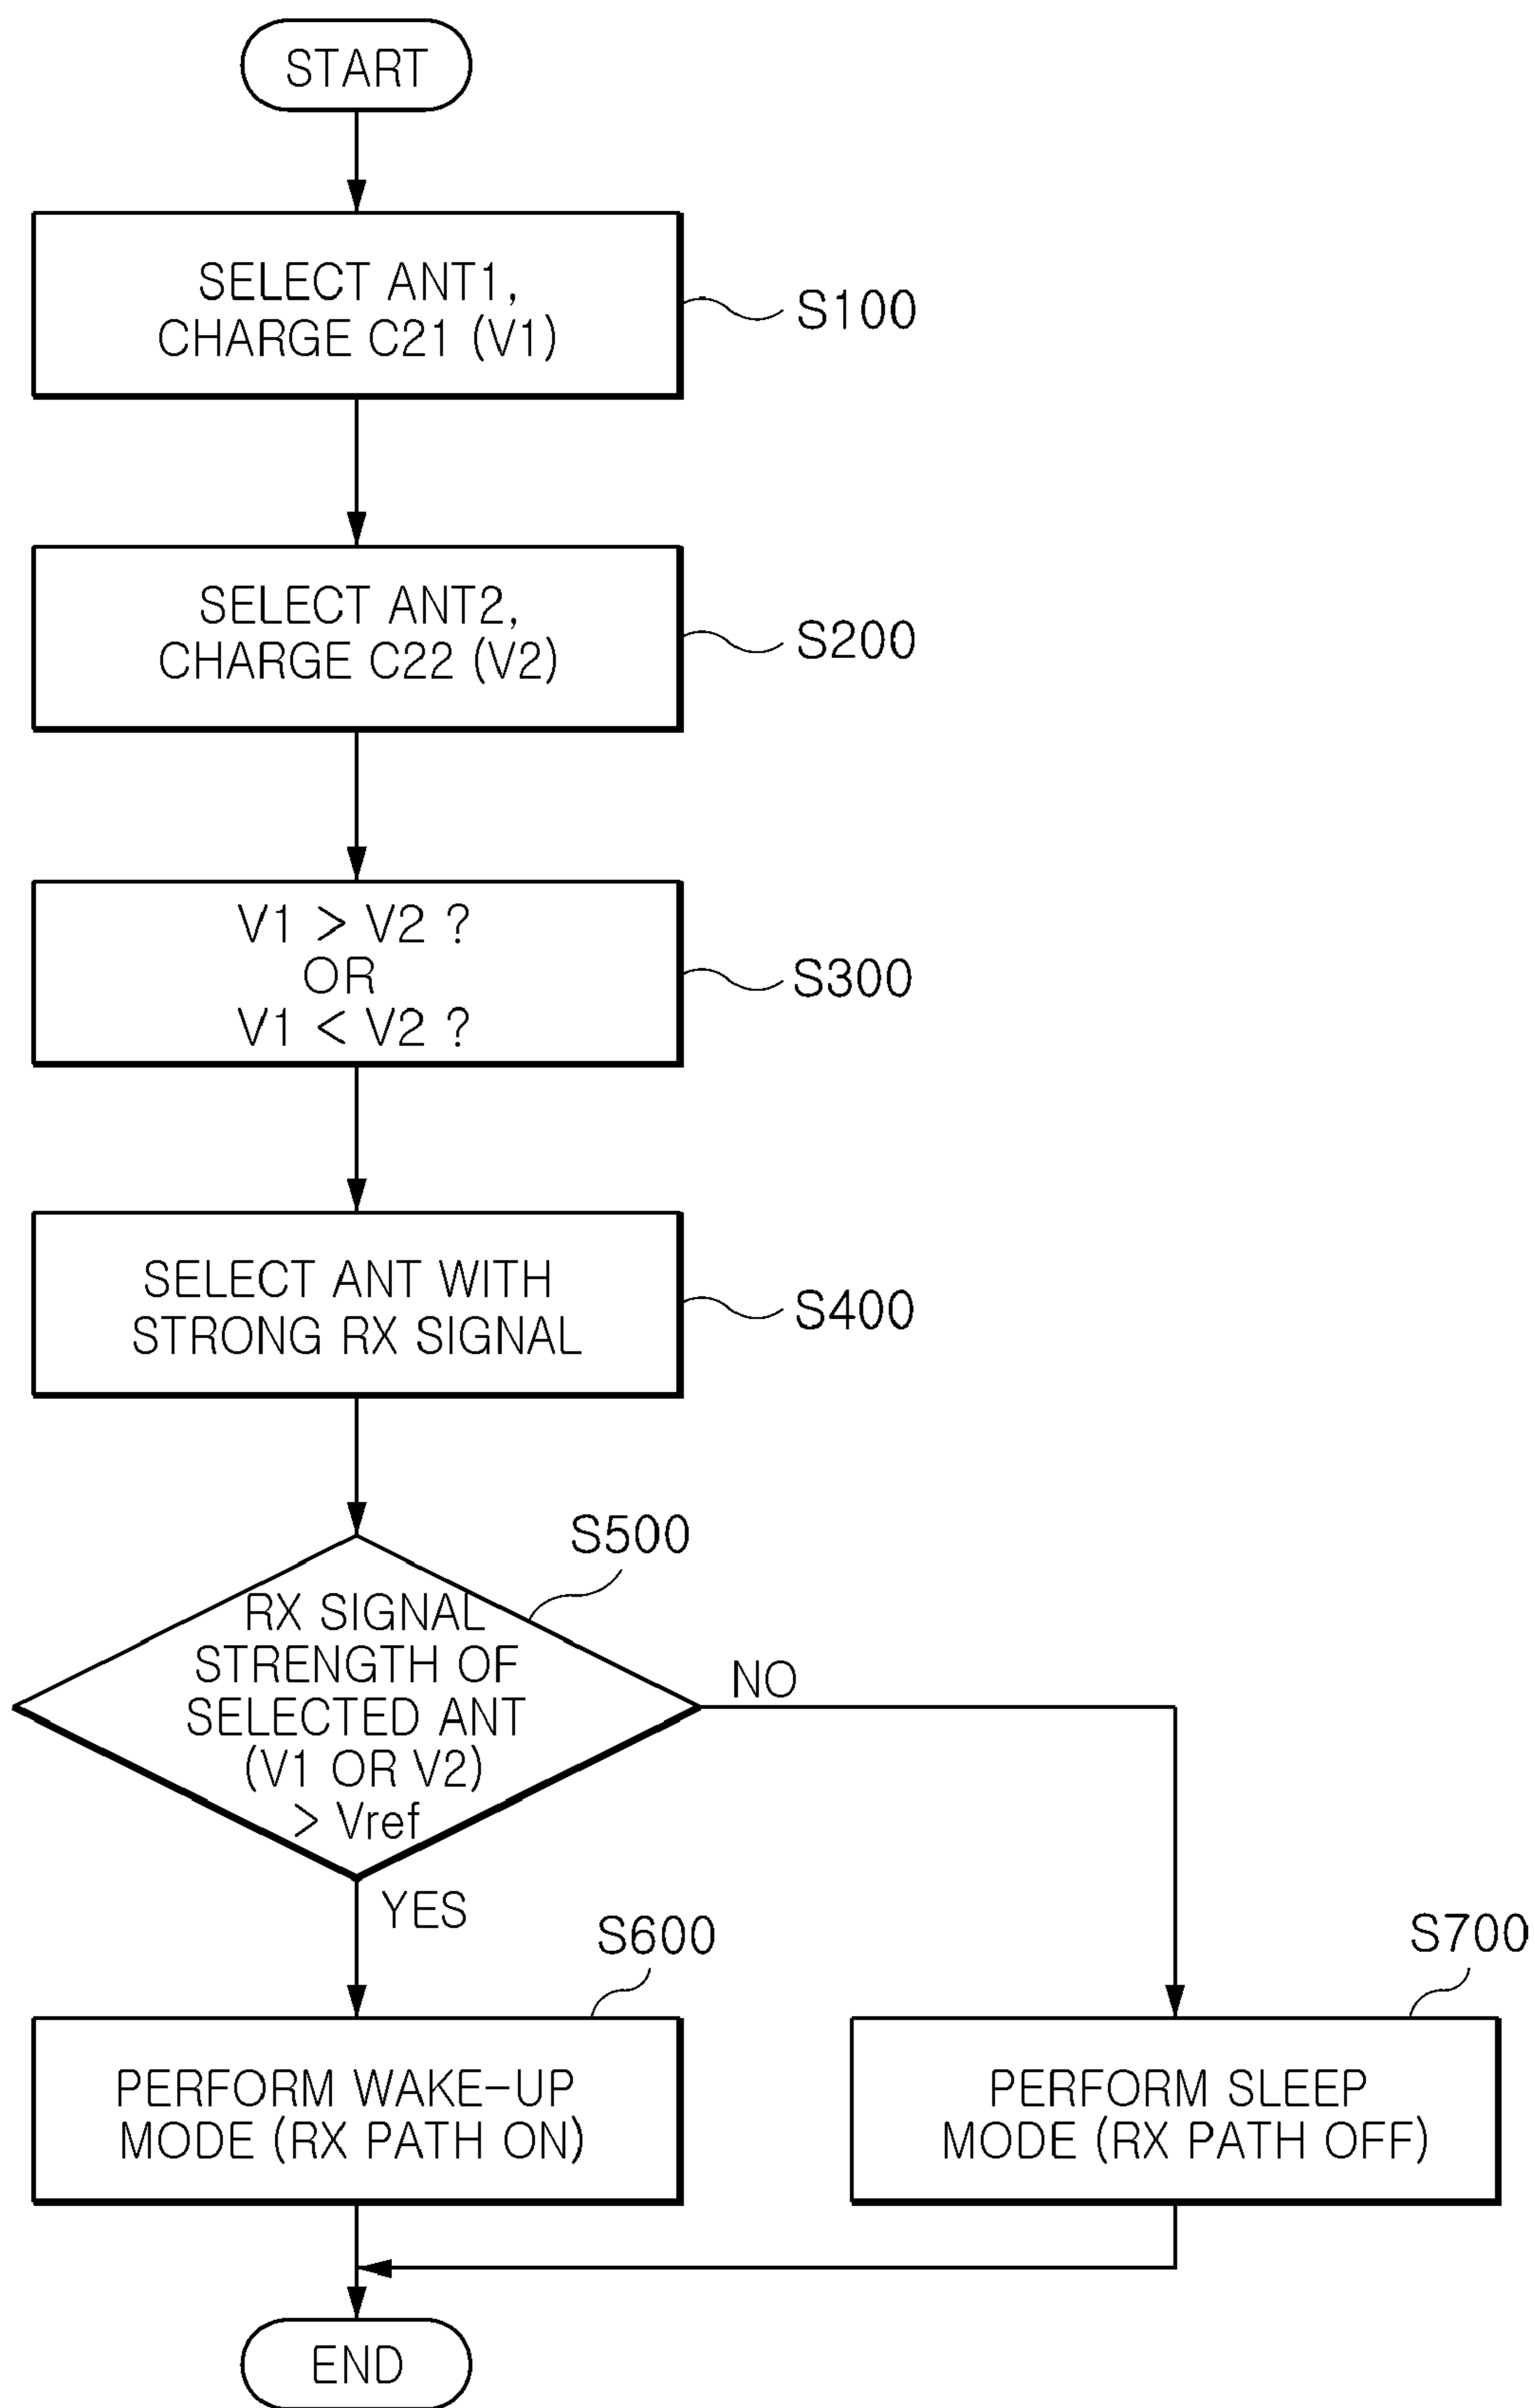 START
SELECT ANT1,
CHARGE C21 (V1)
S100
SELECT ANT2,
CHARGE C22 (V2)
S200
V1 > V2 ?
OR
V1 < V2 ?
S300
SELECT ANT WITH
STRONG RX SIGNAL
S400
S500
RX SIGNAL
STRENGTH OF
SELECTED ANT
(V1 OR V2)
> Vref
NO
YES
S600
PERFORM WAKE-UP
MODE (RX PATH ON)
S700
PERFORM SLEEP
MODE (RX PATH OFF)
END